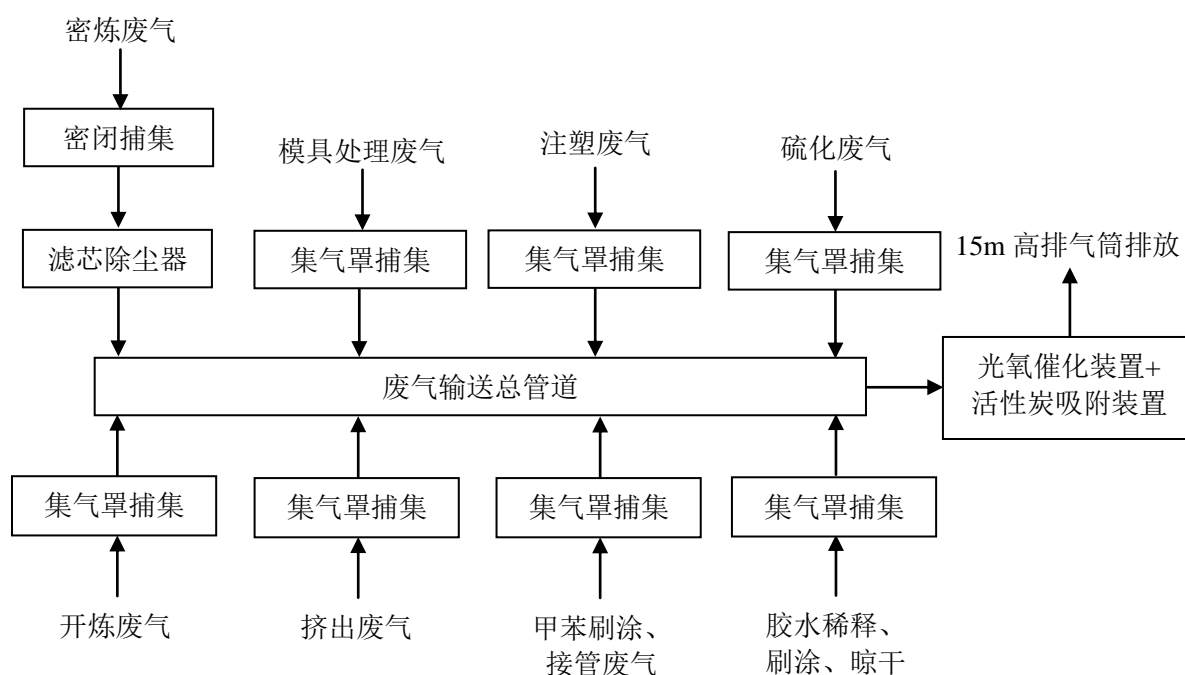 密炼废气
密闭捕集
模具处理废气
注塑废气
硫化废气
滤芯除尘器
集气罩捕集
集气罩捕集
集气罩捕集
15m 高排气筒排放
废气输送总管道
光氧催化装置+
活性炭吸附装置
集气罩捕集
集气罩捕集
集气罩捕集
集气罩捕集
开炼废气
挤出废气
甲苯刷涂、
接管废气
胶水稀释、
刷涂、晾干